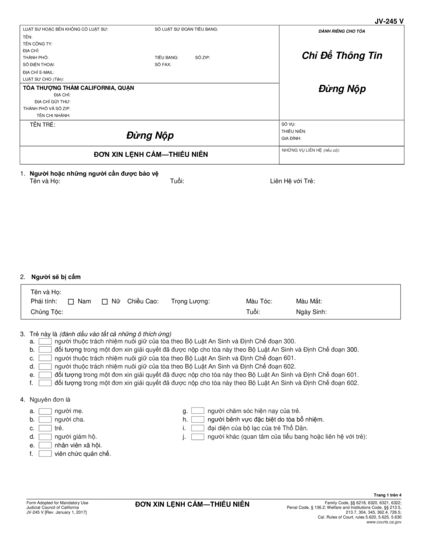 JV-245 V
LUẬT SƯ HOẶC BÊN KHÔNG CÓ LUẬT SƯ:
SỐ LUẬT SƯ ĐOÀN TIỂU BANG:
DÀNH RIÊNG CHO TÒA
TÊN:
TÊN CÔNG TY:
ĐỊA CHỈ:
THÀNH PHỐ:
TIỂU BANG:
SỐ ZIP:
SỐ ĐIỆN THOẠI:
SỐ FAX.
ĐỊA CHỈ E-MAIL:
LUẬT SƯ CHO (Tên):
Chỉ Để Thông Tin
Đừng Nộp
TÒA THƯỢNG THẨM CALIFORNIA, QUẬN
ĐỊA CHỈ:
ĐỊA CHỈ GỬI THƯ:
THÀNH PHỐ VÀ SỐ ZIP:
TÊN CHI NHÁNH:
TÊN TRẺ:
Đừng Nộp
SỐ VỤ:
THIẾU NIÊN:
GIA ĐÌNH:
ĐƠN XIN LỆNH CẤM—THIẾU NIÊN
NHỮNG VỤ LIÊN HỆ (nếu có):
1. Người hoặc những người cần được bảo vệ
Tên và Họ:
Tuổi:
Liên Hệ với Trẻ:
2. Người sẽ bị cấm
Tên và Họ:
Phái tính: Nam Nữ Chiều Cao: Trọng Lượng: Màu Tóc: Màu Mắt:
Chủng Tộc: Tuổi: Ngày Sinh:
3. Trẻ này là (đánh dấu vào tất cả những ô thích ứng)
a. người thuộc trách nhiệm nuôi giữ của tòa theo Bộ Luật An Sinh và Định Chế đoạn 300.
b. đối tượng trong một đơn xin giải quyết đã được nộp cho tòa này theo Bộ Luật An Sinh và Định Chế đoạn 300.
c. người thuộc trách nhiệm nuôi giữ của tòa theo Bộ Luật An Sinh và Định Chế đoạn 601.
d. người thuộc trách nhiệm nuôi giữ của tòa theo Bộ Luật An Sinh và Định Chế đoạn 602.
e. đối tượng trong một đơn xin giải quyết đã được nộp cho tòa này theo Bộ Luật An Sinh và Định Chế đoạn 601.
f. đối tượng trong một đơn xin giải quyết đã được nộp cho tòa này theo Bộ Luật An Sinh và Định Chế đoạn 602.
4. Nguyên đơn là
a. người mẹ.
b. người cha.
c. trẻ.
d. người giám hộ.
e. nhân viên xã hội.
f. viên chức quản chế.
g. người chăm sóc hiện nay của trẻ.
h. người bênh vực đặc biệt do tòa bổ nhiệm.
i. đại diện của bộ lạc của trẻ Thổ Dân.
j. người khác (quan tâm của tiểu bang hoặc liên hệ với trẻ):
Trang 1 trên 4
Form Adopted for Mandatory Use
Judicial Council of California
JV-245 V [Rev. January 1, 2017]
ĐƠN XIN LỆNH CẤM—THIẾU NIÊN
Family Code, §§ 6218, 6320, 6321, 6322;
Penal Code, § 136.2; Welfare and Institutions Code, §§ 213.5,
213.7, 304, 345, 362.4, 726.5;
Cal. Rules of Court, rules 5.620, 5.625, 5.630
www.courts.ca.gov